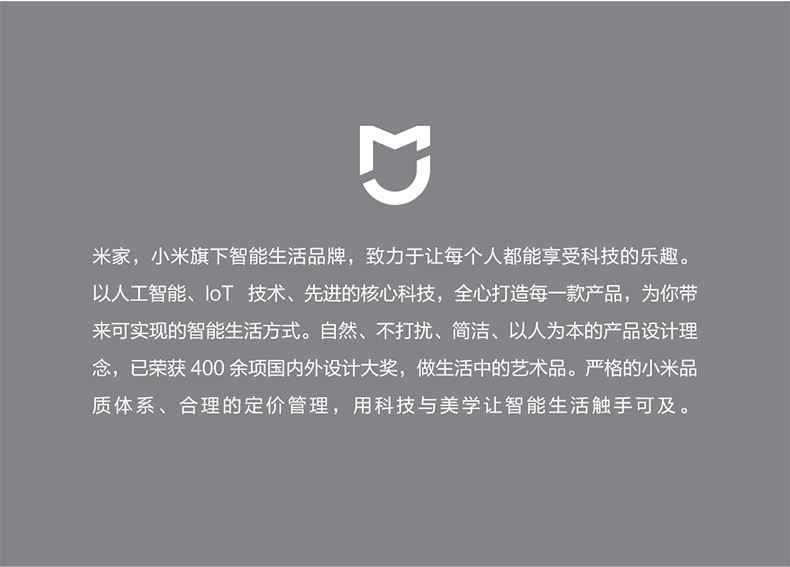 米家，小米旗下智能生活品牌，致力于让每个人都能享受科技的乐趣。
以人工智能、IoT 技术、先进的核心科技，全心打造每一款产品，为你带
来可实现的智能生活方式。自然、不打扰、简洁、以人为本的产品设计理
念，已荣获 400 余项国内外设计大奖，做生活中的艺术品。严格的小米品
质体系、合理的定价管理，用科技与美学让智能生活触手可及。